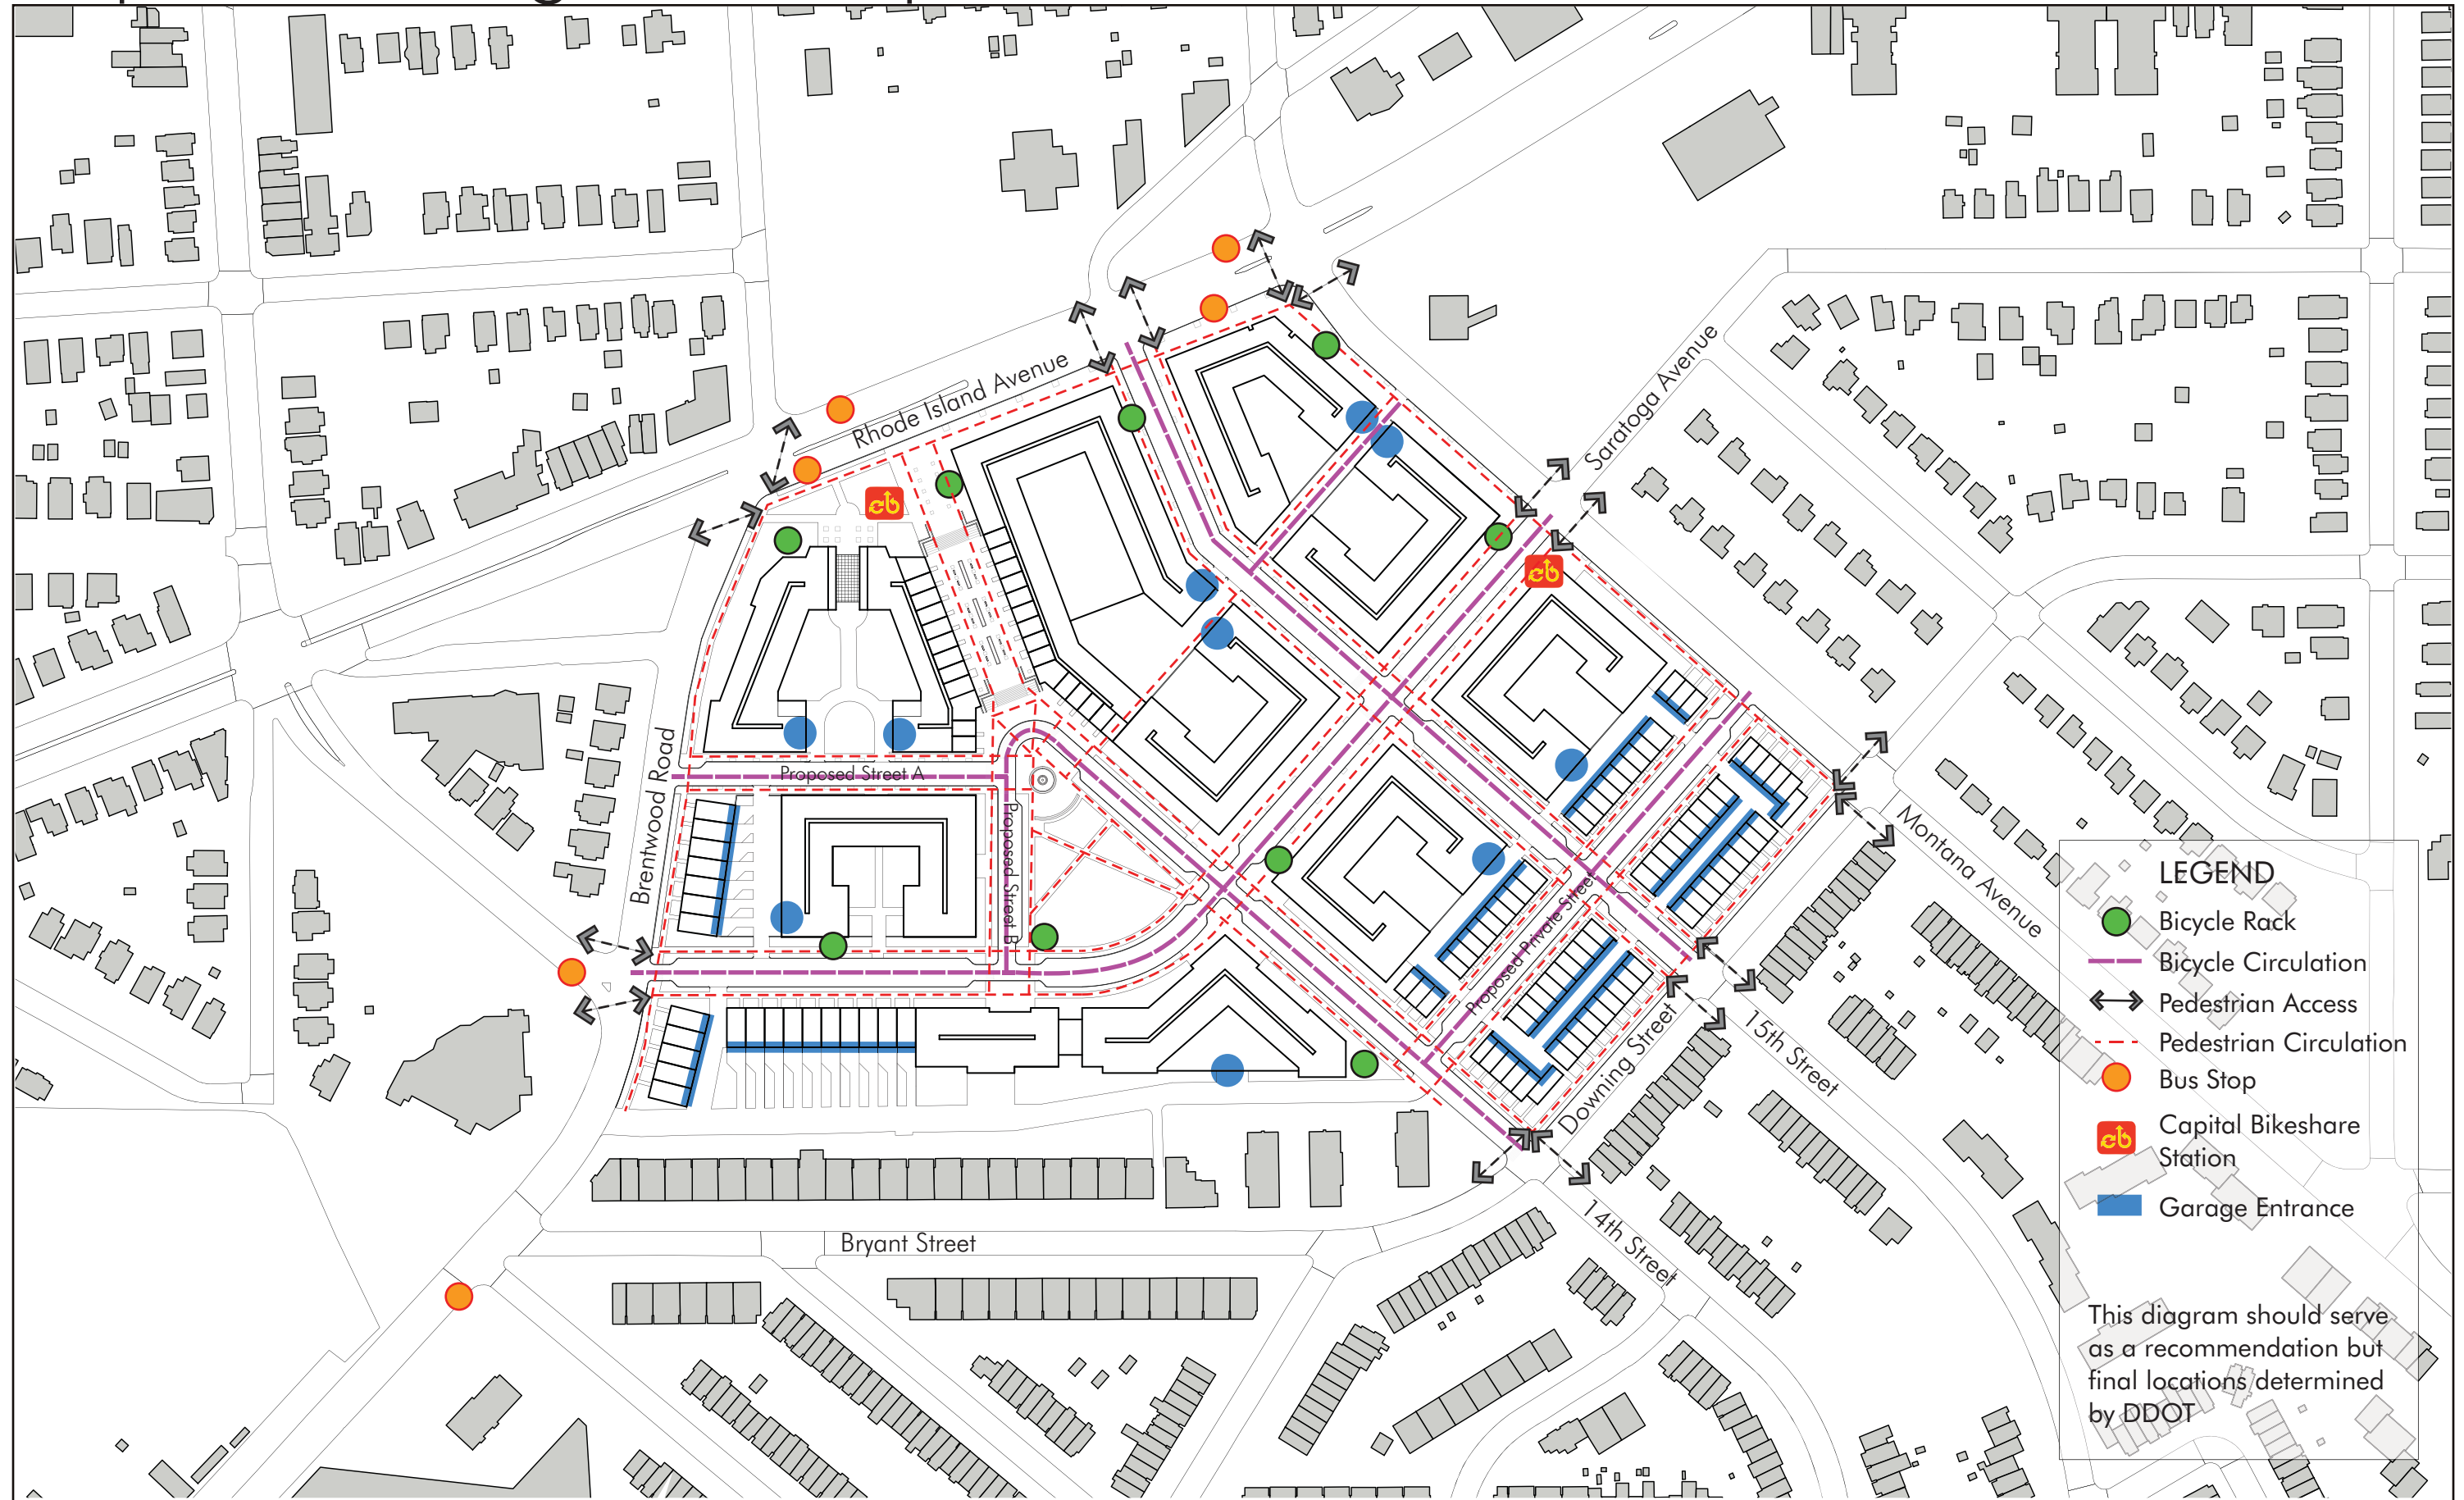 Rhode Island Avenue
Saratoga Avenue
Brentwood Road
Proposed Street A
Proposed Street B
Proposed Private Street
Montana Avenue
Downing Street
15th Street
14th Street
Bryant Street
LEGEND
Bicycle Rack
Bicycle Circulation
Pedestrian Access
Pedestrian Circulation
Bus Stop
cb
Capital Bikeshare
Station
Garage Entrance
This diagram should serve
as a recommendation but
final locations determined
by DDOT